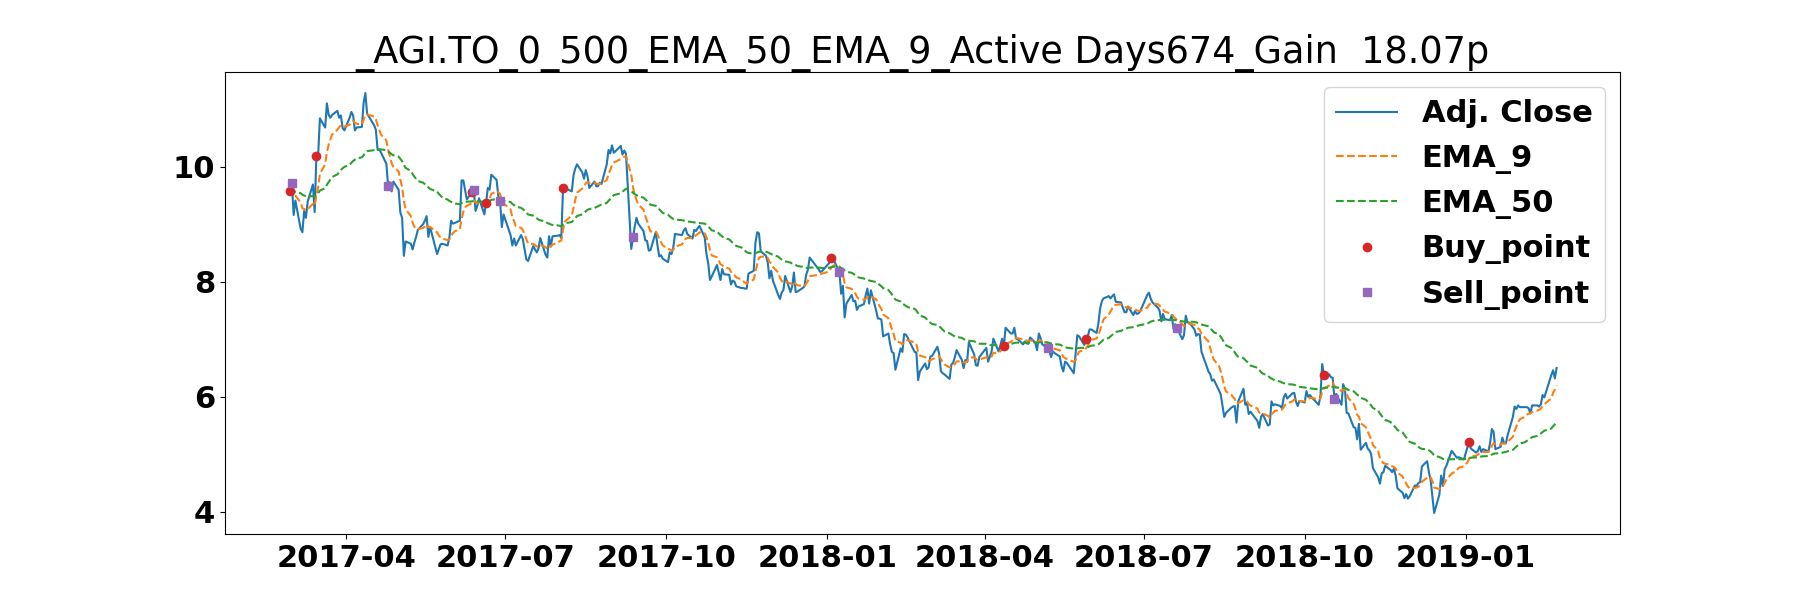 _AGI.TO_0_500_EMA_50_EMA_9_Active Days674_Gain  18.07p
Adj. Close
EMA_9
EMA_50
Buy_point
Sell_point
10
8
6
4
2017-04 2017-07 2017-10 2018-01 2018-04 2018-07 2018-10 2019-01